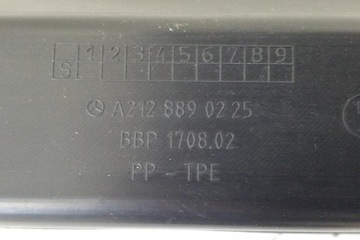 1 2 3 4 5 6 7 8 9
S
A212 889 02 25
BBP 1708.02
PP - TPE